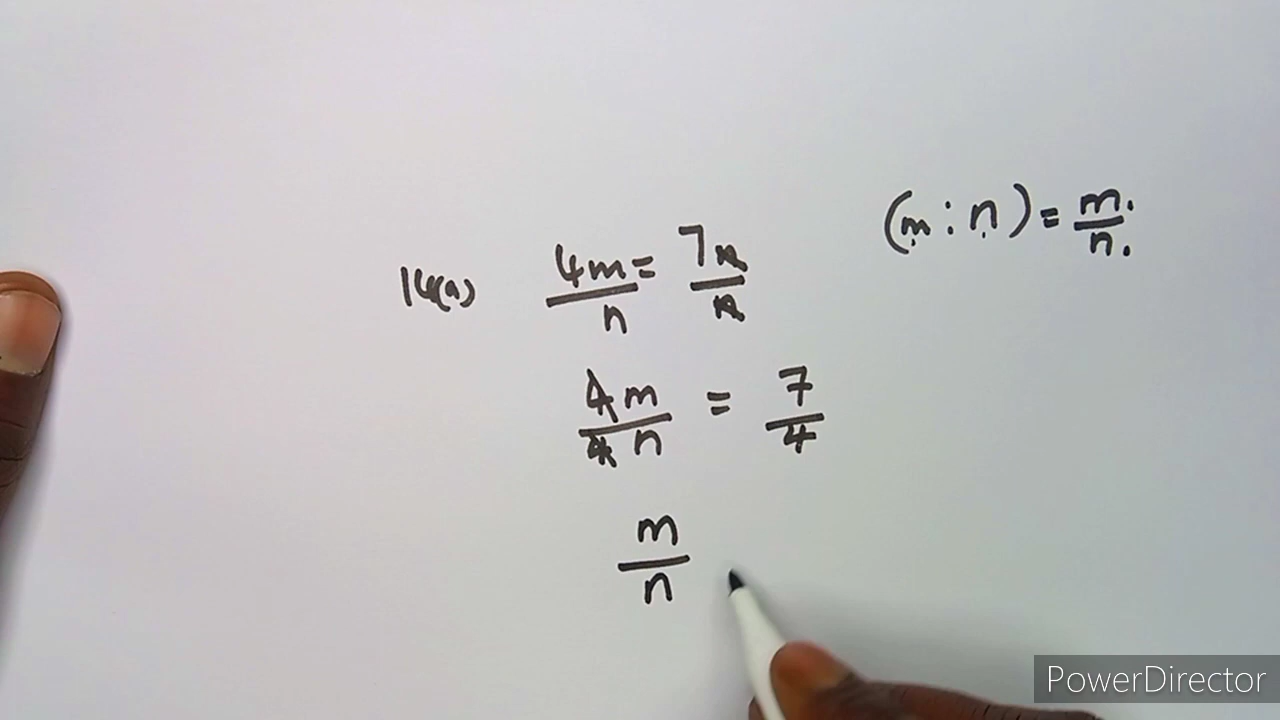 (m : n) = m/n
14(a) 4m/n = 7n/n
4m/4n = 7/4
m/n
PowerDirector